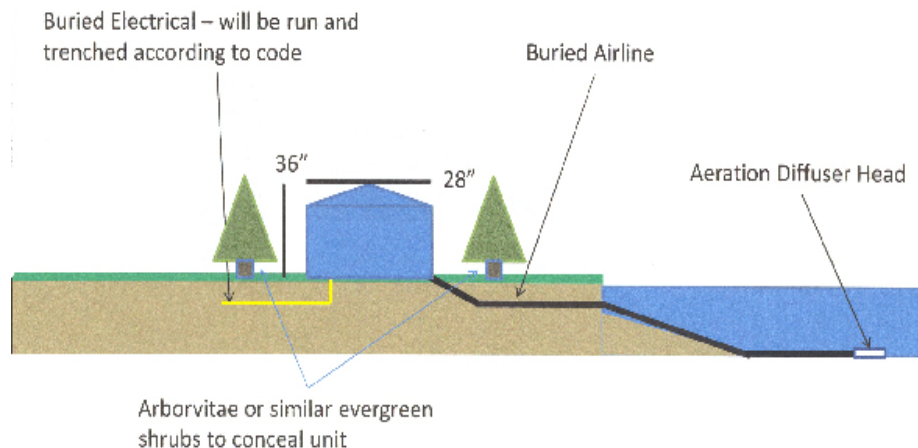 Buried Electrical – will be run and
trenched according to code
Buried Airline
36”
28”
Aeration Diffuser Head
Arborvitae or similar evergreen
shrubs to conceal unit